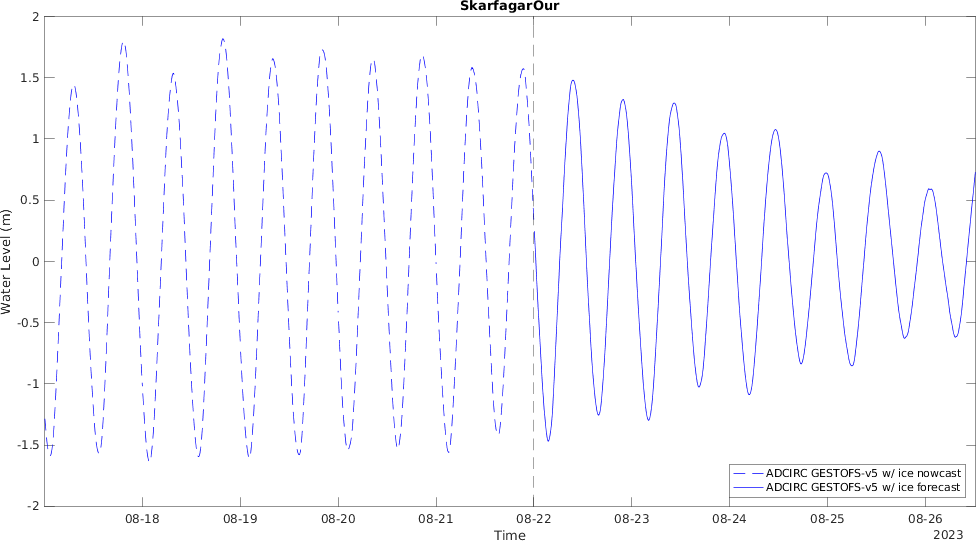 SkarfagarOur
2
1.5
1
0.5
0
-0.5
-1
-1.5
-2
Water Level (m)
08-18 08-19 08-20 08-21 08-22 08-23 08-24 08-25 08-26
Time
2023
ADCIRC GESTOFS-v5 w/ ice nowcast
ADCIRC GESTOFS-v5 w/ ice forecast